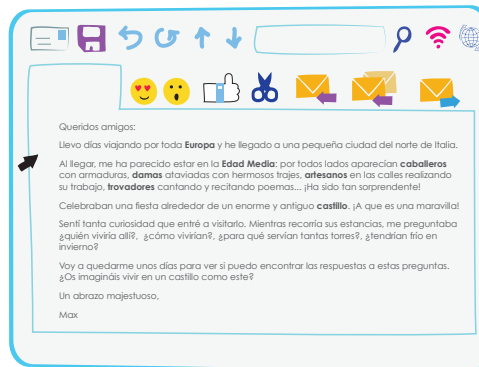 Queridos amigos:
Llevo días viajando por toda Europa y he llegado a una pequeña ciudad del norte de Italia.
Al llegar, me ha parecido estar en la Edad Media: por todos lados aparecían caballeros
con armaduras, damas ataviadas con hermosos trajes, artesanos en las calles realizando
su trabajo, trovadores cantando y recitando poemas... ¡Ha sido tan sorprendente!
Celebraban una fiesta alrededor de un enorme y antiguo castillo. ¡A que es una maravilla!
Sentí tanta curiosidad que entré a visitarlo. Mientras recorría sus estancias, me preguntaba
¿quién viviría allí?, ¿cómo vivirían?, ¿para qué servían tantas torres?, ¿tendrían frío en
invierno?
Voy a quedarme unos días para ver si puedo encontrar las respuestas a estas preguntas.
¿Os imagináis vivir en un castillo como este?
Un abrazo majestuoso,
Max